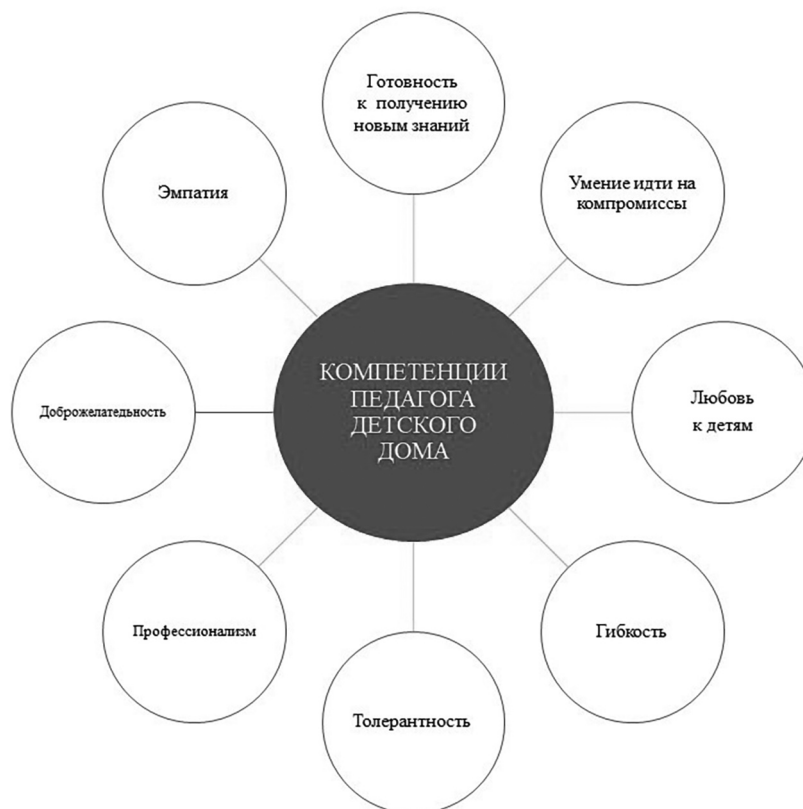 Готовность
к получению
новым знаний
Умение идти на
компромиссы
Эмпатия
КОМПЕТЕНЦИИ
ПЕДАГОГА
ДЕТСКОГО
ДОМА
Любовь
к детям
Доброжелательность
Гибкость
Профессионализм
Толерантность